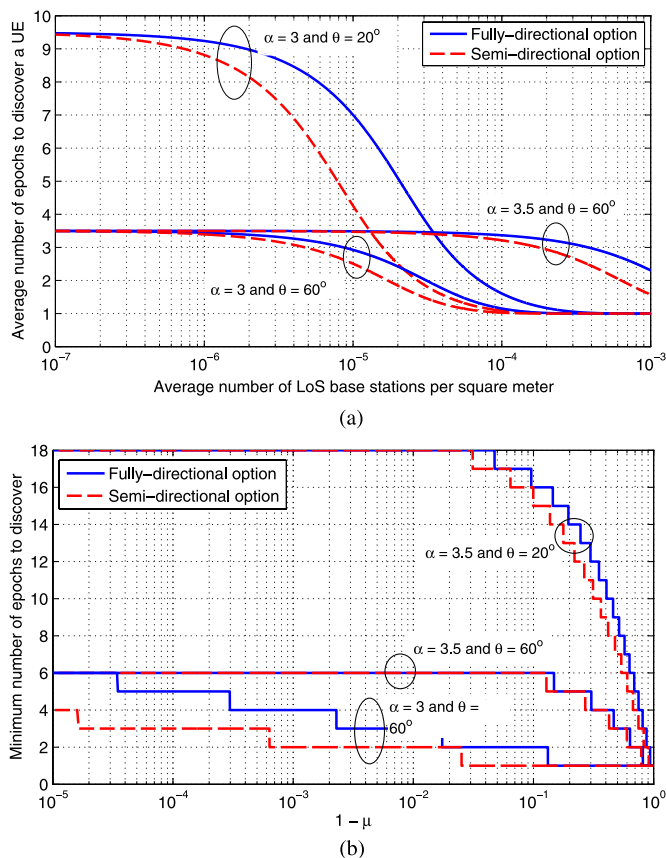 10
9
8
7
6
5
4
3
2
1
0
Average number of epochs to discover a UE
α = 3 and θ = 20°
Fully-directional option
Semi-directional option
α = 3.5 and θ = 60°
α = 3 and θ = 60°
10⁻⁷
10⁻⁶
10⁻⁵
10⁻⁴
10⁻³
Average number of LoS base stations per square meter
(a)
18
16
14
12
10
8
6
4
2
0
Minimum number of epochs to discover
Fully-directional option
Semi-directional option
α = 3.5 and θ = 20°
α = 3.5 and θ = 60°
α = 3 and θ =
60°
10⁻⁵
10⁻⁴
10⁻³
10⁻²
10⁻¹
10⁰
1 − μ
(b)